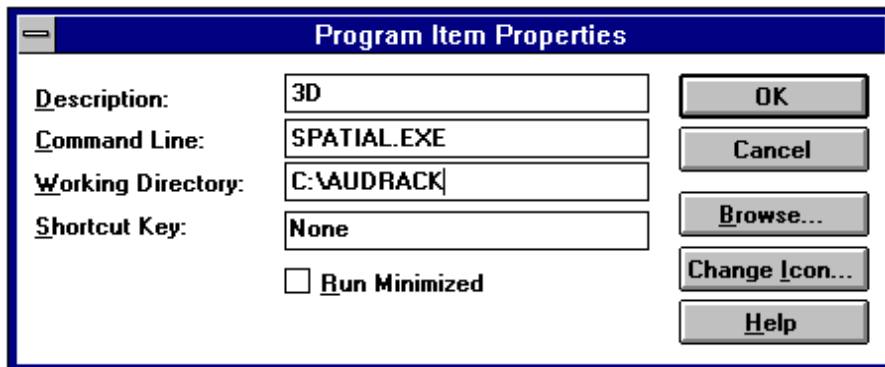 Program Item Properties
Description: 3D
Command Line: SPATIAL.EXE
Working Directory: C:\AUDRACK
Shortcut Key: None
Run Minimized
OK
Cancel
Browse...
Change Icon...
Help